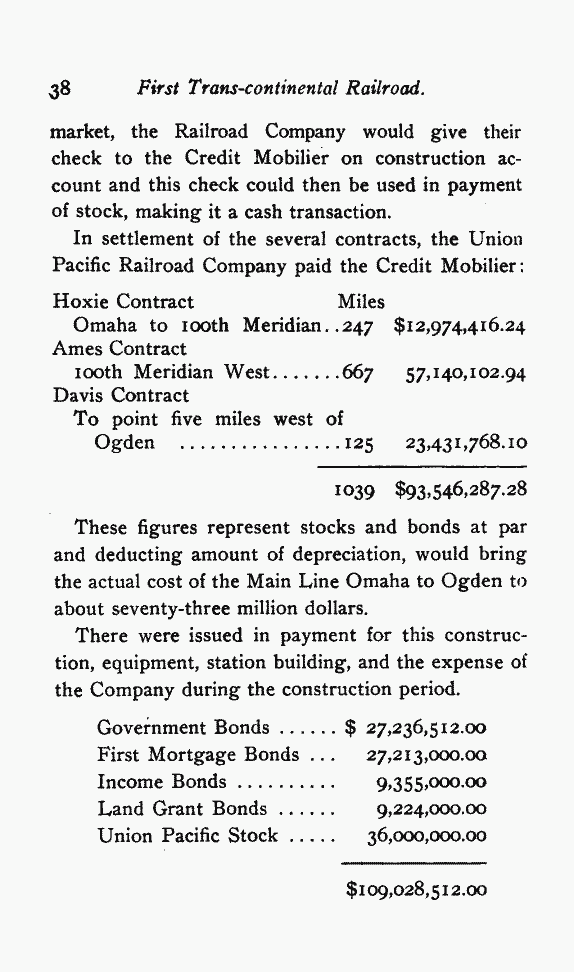 38 First Trans-continental Railroad.
market, the Railroad Company would give their
check to the Credit Mobilier on construction ac-
count and this check could then be used in payment
of stock, making it a cash transaction.
In settlement of the several contracts, the Union
Pacific Railroad Company paid the Credit Mobilier:
Hoxie Contract Miles
Omaha to 100th Meridian..247 $12,974,416.24
Ames Contract
100th Meridian West.......667 57,140,102.94
Davis Contract
To point five miles west of
Ogden ................125 23,431,768.10
1039 $93,546,287.28
These figures represent stocks and bonds at par
and deducting amount of depreciation, would bring
the actual cost of the Main Line Omaha to Ogden to
about seventy-three million dollars.
There were issued in payment for this construc-
tion, equipment, station building, and the expense of
the Company during the construction period.
Government Bonds ...... $ 27,236,512.00
First Mortgage Bonds ... 27,213,000.00
Income Bonds .......... 9,355,000.00
Land Grant Bonds ...... 9,224,000.00
Union Pacific Stock ..... 36,000,000.00
$109,028,512.00